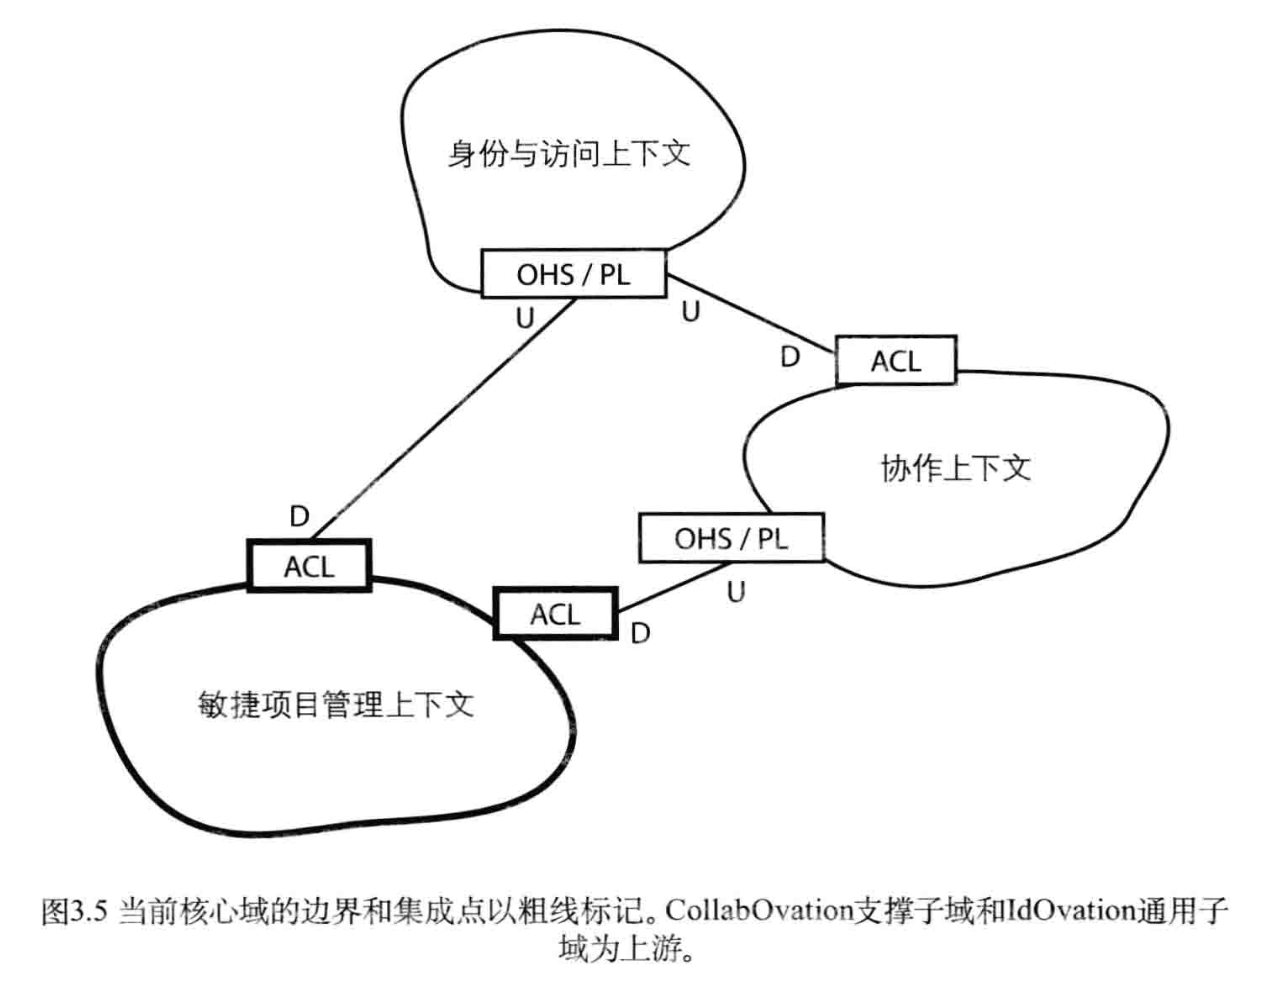 身份与访问上下文
OHS / PL
U
U
D
ACL
协作上下文
D
OHS / PL
ACL
ACL
U
D
敏捷项目管理上下文
图3.5 当前核心域的边界和集成点以粗线标记。CollabOvation支撑子域和IdOvation通用子
域为上游。